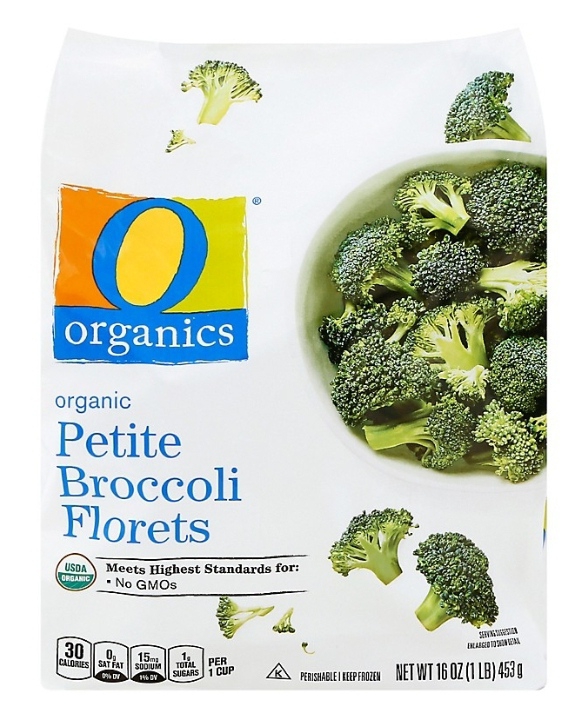 O
organics
®
organic
Petite
Broccoli
Florets
USDA
ORGANIC
Meets Highest Standards for:
• No GMOs
30
CALORIES
0g
SAT FAT
0% DV
15mg
SODIUM
1% DV
1g
TOTAL
SUGARS
PER
1 CUP
K
PERISHABLE | KEEP FROZEN
SERVING SUGGESTION
ENLARGED TO SHOW DETAIL
NET WT 16 OZ (1 LB) 453 g